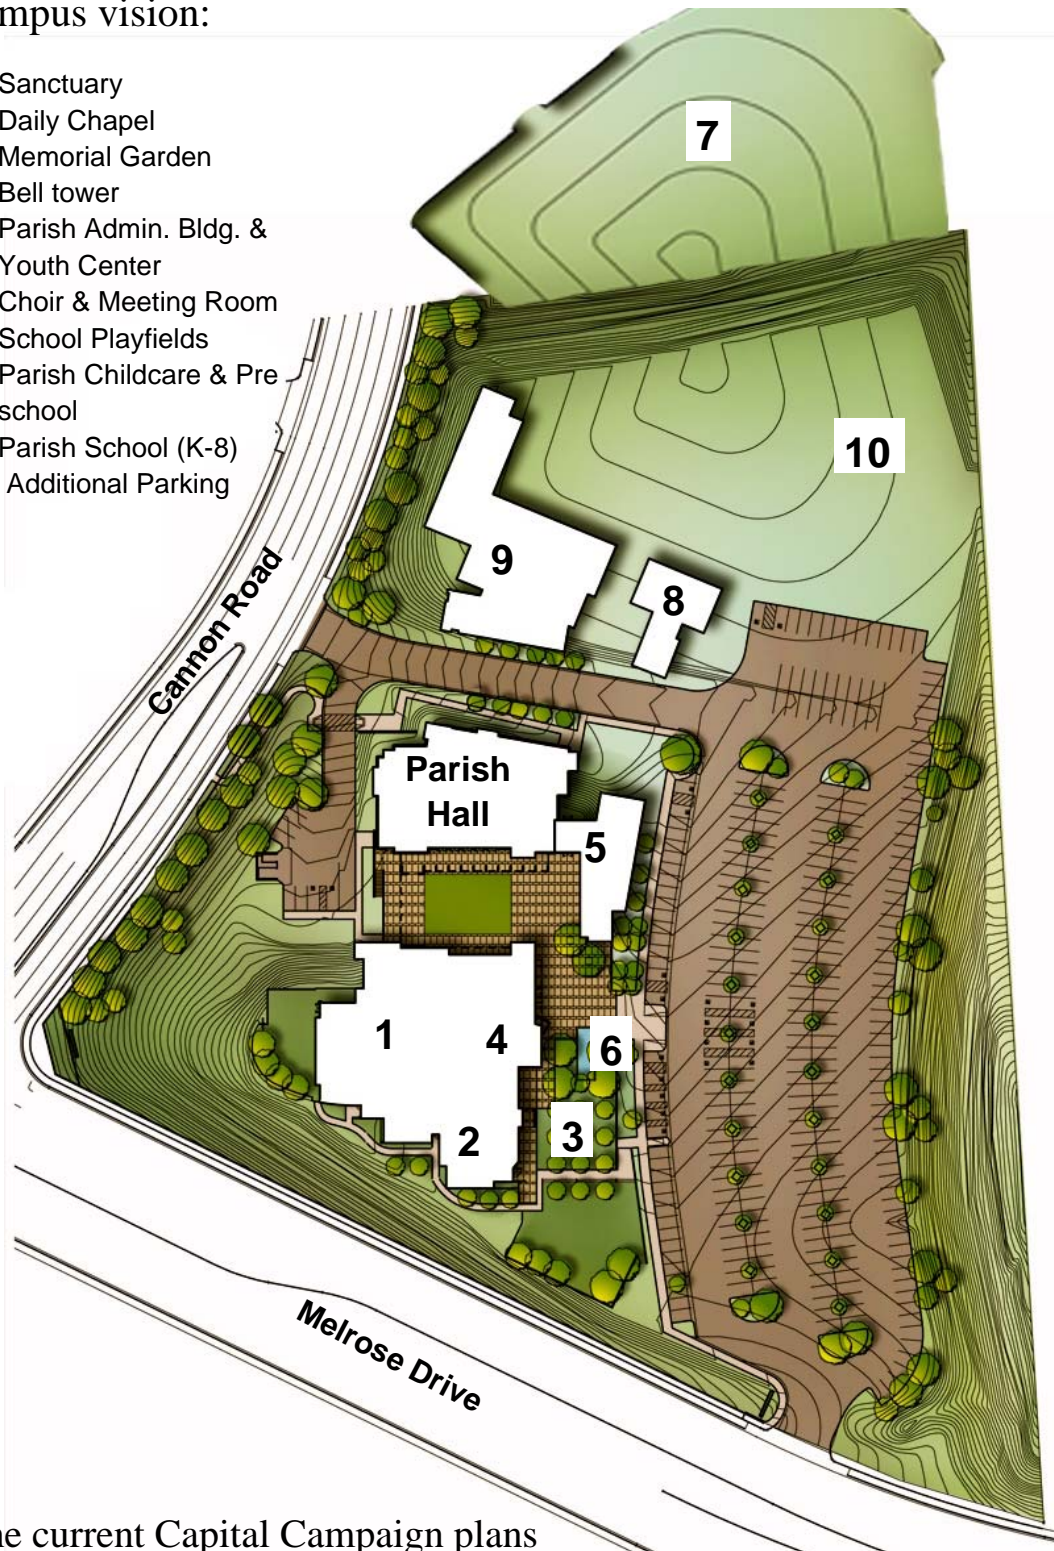 mpus vision:
Sanctuary
Daily Chapel
Memorial Garden
Bell tower
Parish Admin. Bldg. &
Youth Center
Choir & Meeting Room
School Playfields
Parish Childcare & Pre
school
Parish School (K-8)
Additional Parking
7
10
9
8
Cannon Road
Parish
Hall
5
1
4
6
3
2
Melrose Drive
ne current Capital Campaign plans